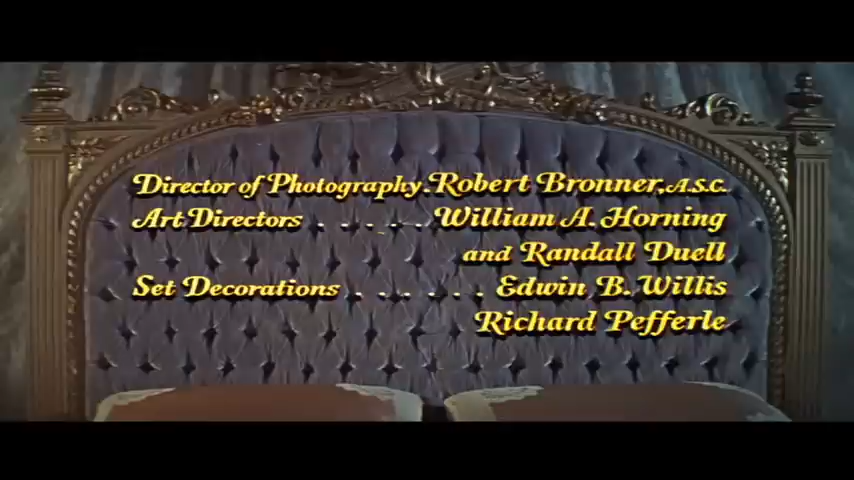 Director of Photography. Robert Bronner, A.S.C.
Art Directors . . . . . . William A. Horning
and Randall Duell
Set Decorations . . . . . . Edwin B. Willis
Richard Pefferle